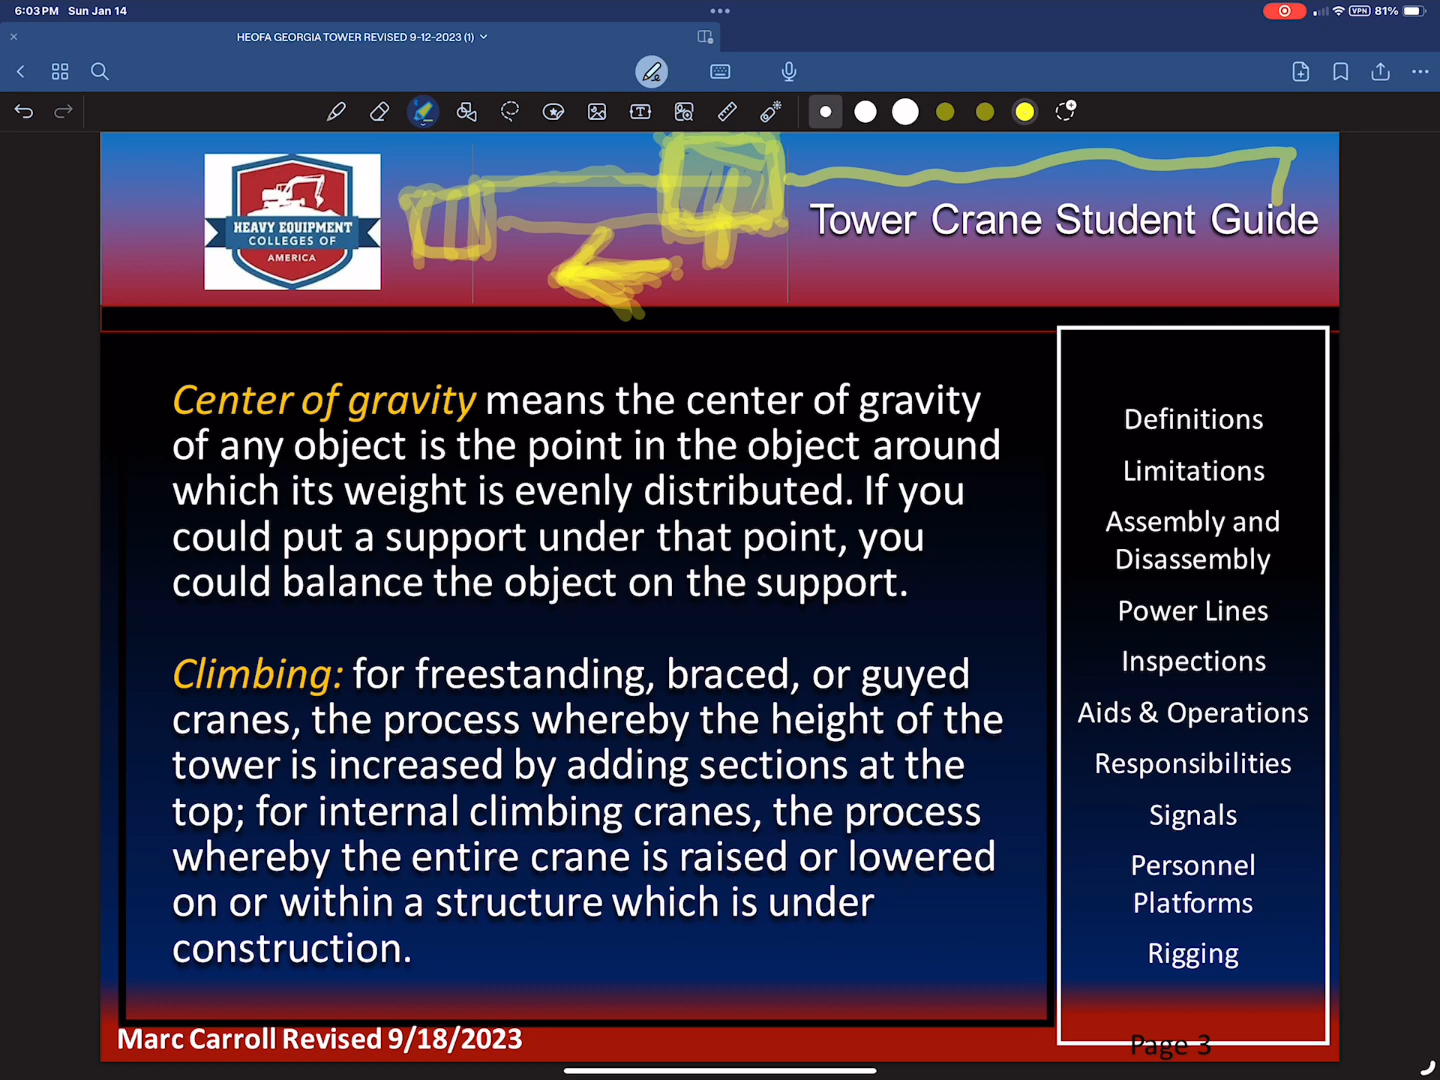 6:03 PM Sun Jan 14
VPN 81%
HEOFA GEORGIA TOWER REVISED 9-12-2023 (1)
HEAVY EQUIPMENT
COLLEGES OF
AMERICA
Tower Crane Student Guide
Center of gravity means the center of gravity
of any object is the point in the object around
which its weight is evenly distributed. If you
could put a support under that point, you
could balance the object on the support.
Climbing: for freestanding, braced, or guyed
cranes, the process whereby the height of the
tower is increased by adding sections at the
top; for internal climbing cranes, the process
whereby the entire crane is raised or lowered
on or within a structure which is under
construction.
Definitions
Limitations
Assembly and
Disassembly
Power Lines
Inspections
Aids & Operations
Responsibilities
Signals
Personnel
Platforms
Rigging
Marc Carroll Revised 9/18/2023
Page 3